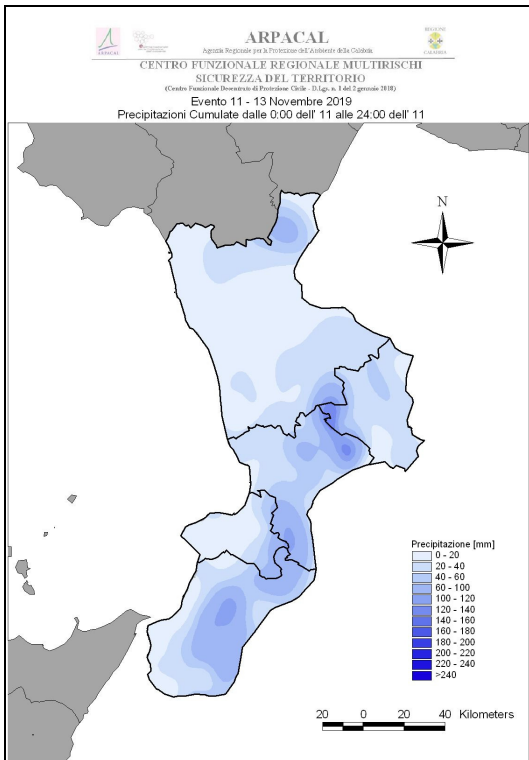 ARPACAL
Agenzia Regionale per la Protezione dell'Ambiente della Calabria
ARPACAL
REGIONE
CALABRIA
CENTRO FUNZIONALE REGIONALE MULTIRISCHI
SICUREZZA DEL TERRITORIO
(Centro Funzionale Decentrato di Protezione Civile - D.Lgs. n. 1 del 2 gennaio 2018)
Evento 11 - 13 Novembre 2019
Precipitazioni Cumulate dalle 0:00 dell' 11 alle 24:00 dell' 11
N
Precipitazione [mm]
0 - 20
20 - 40
40 - 60
60 - 100
100 - 120
120 - 140
140 - 160
160 - 180
180 - 200
200 - 220
220 - 240
>240
20 0 20 40 Kilometers